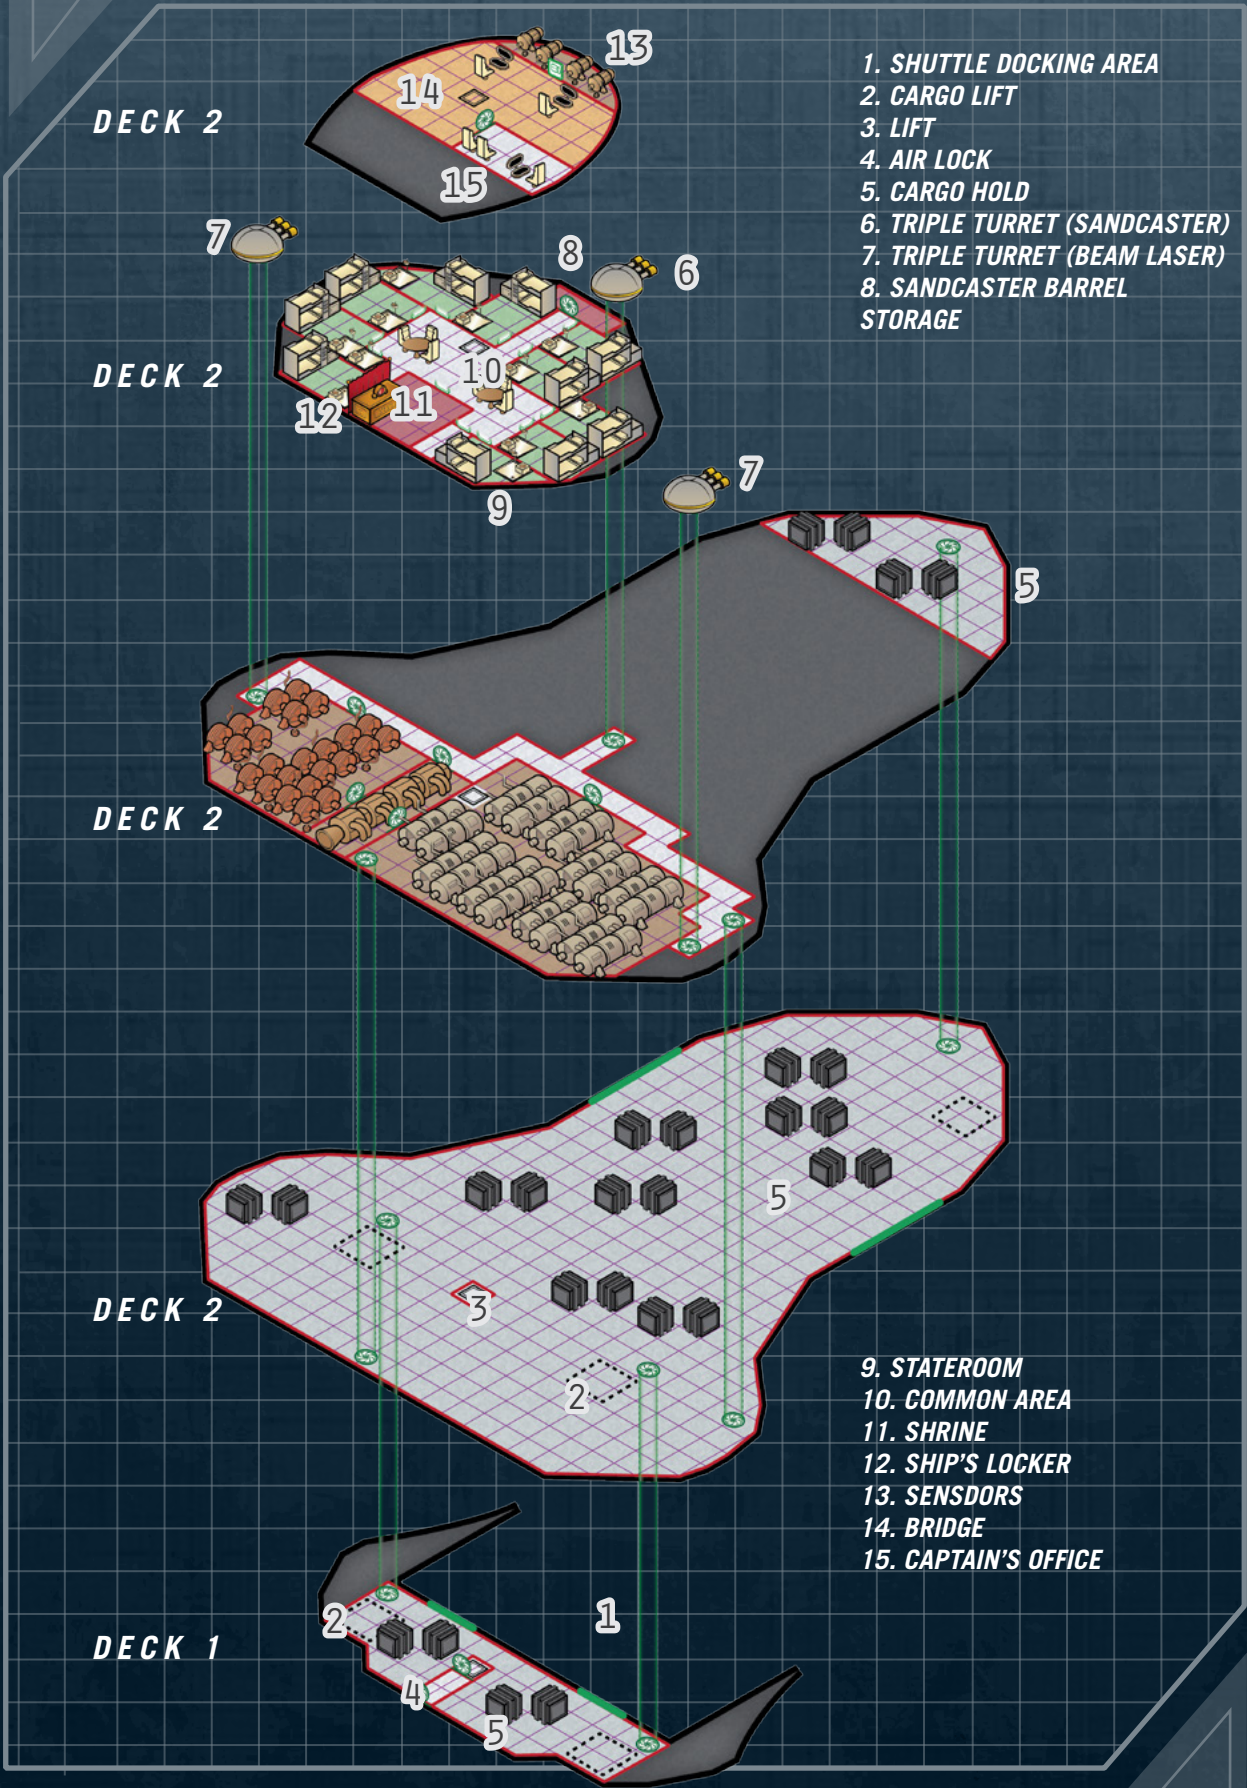 13
1. SHUTTLE DOCKING AREA
2. CARGO LIFT
3. LIFT
4. AIR LOCK
5. CARGO HOLD
6. TRIPLE TURRET (SANDCASTER)
7. TRIPLE TURRET (BEAM LASER)
8. SANDCASTER BARREL
STORAGE
14
DECK 2
15
7
8
6
10
DECK 2
11
12
9
7
5
DECK 2
5
DECK 2
3
2
9. STATEROOM
10. COMMON AREA
11. SHRINE
12. SHIP'S LOCKER
13. SENSDORS
14. BRIDGE
15. CAPTAIN'S OFFICE
1
2
DECK 1
4
5